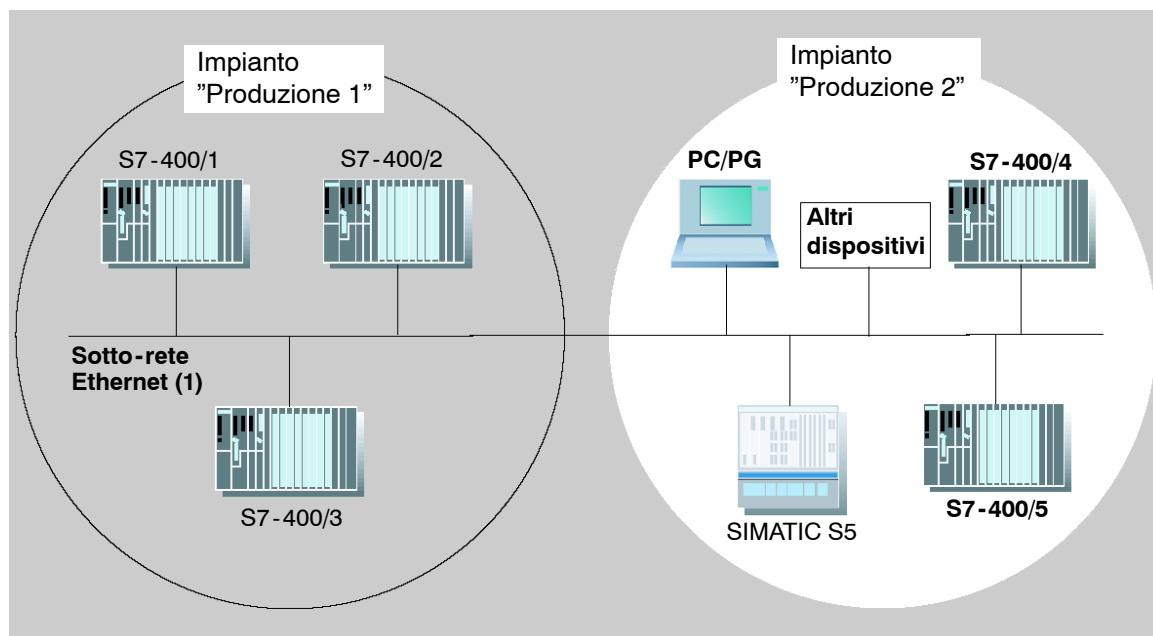 Impianto
”Produzione 1”
Impianto
”Produzione 2”
S7-400/1
S7-400/2
PC/PG
S7-400/4
Altri
dispositivi
Sotto-rete
Ethernet (1)
S7-400/3
SIMATIC S5
S7-400/5